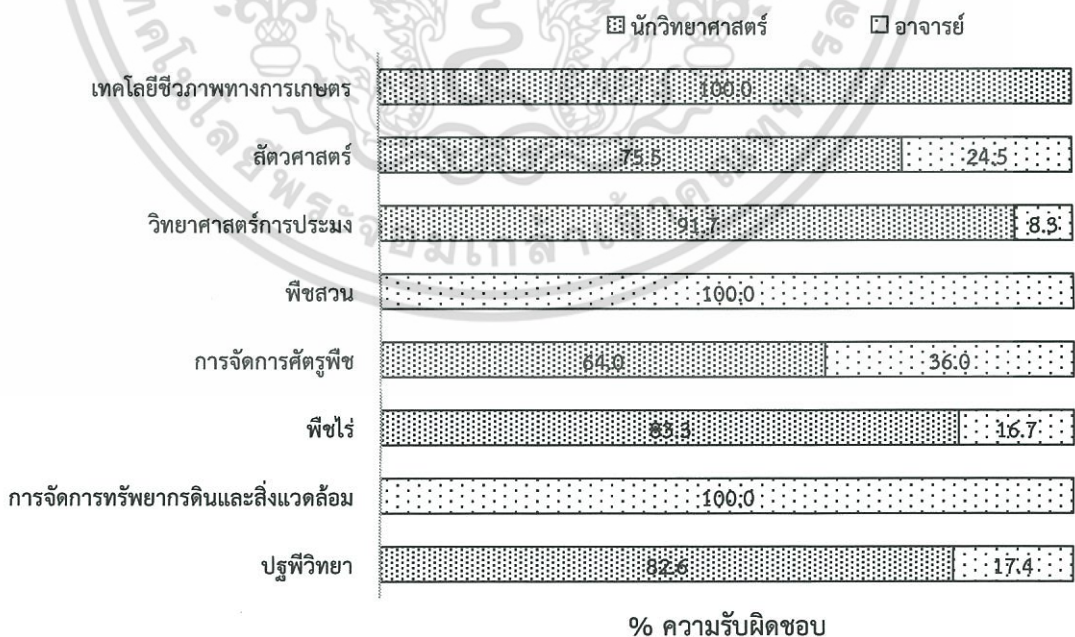 นักวิทยาศาสตร์ อาจารย์
เทคโลยีชีวภาพทางการเกษตร 100.0
สัตวศาสตร์ 75.5 24.5
วิทยาศาสตร์การประมง 91.7 8.3
พืชสวน 100.0
การจัดการศัตรูพืช 64.0 36.0
พืชไร่ 83.3 16.7
การจัดการทรัพยากรดินและสิ่งแวดล้อม 100.0
ปฐพีวิทยา 82.6 17.4
% ความรับผิดชอบ